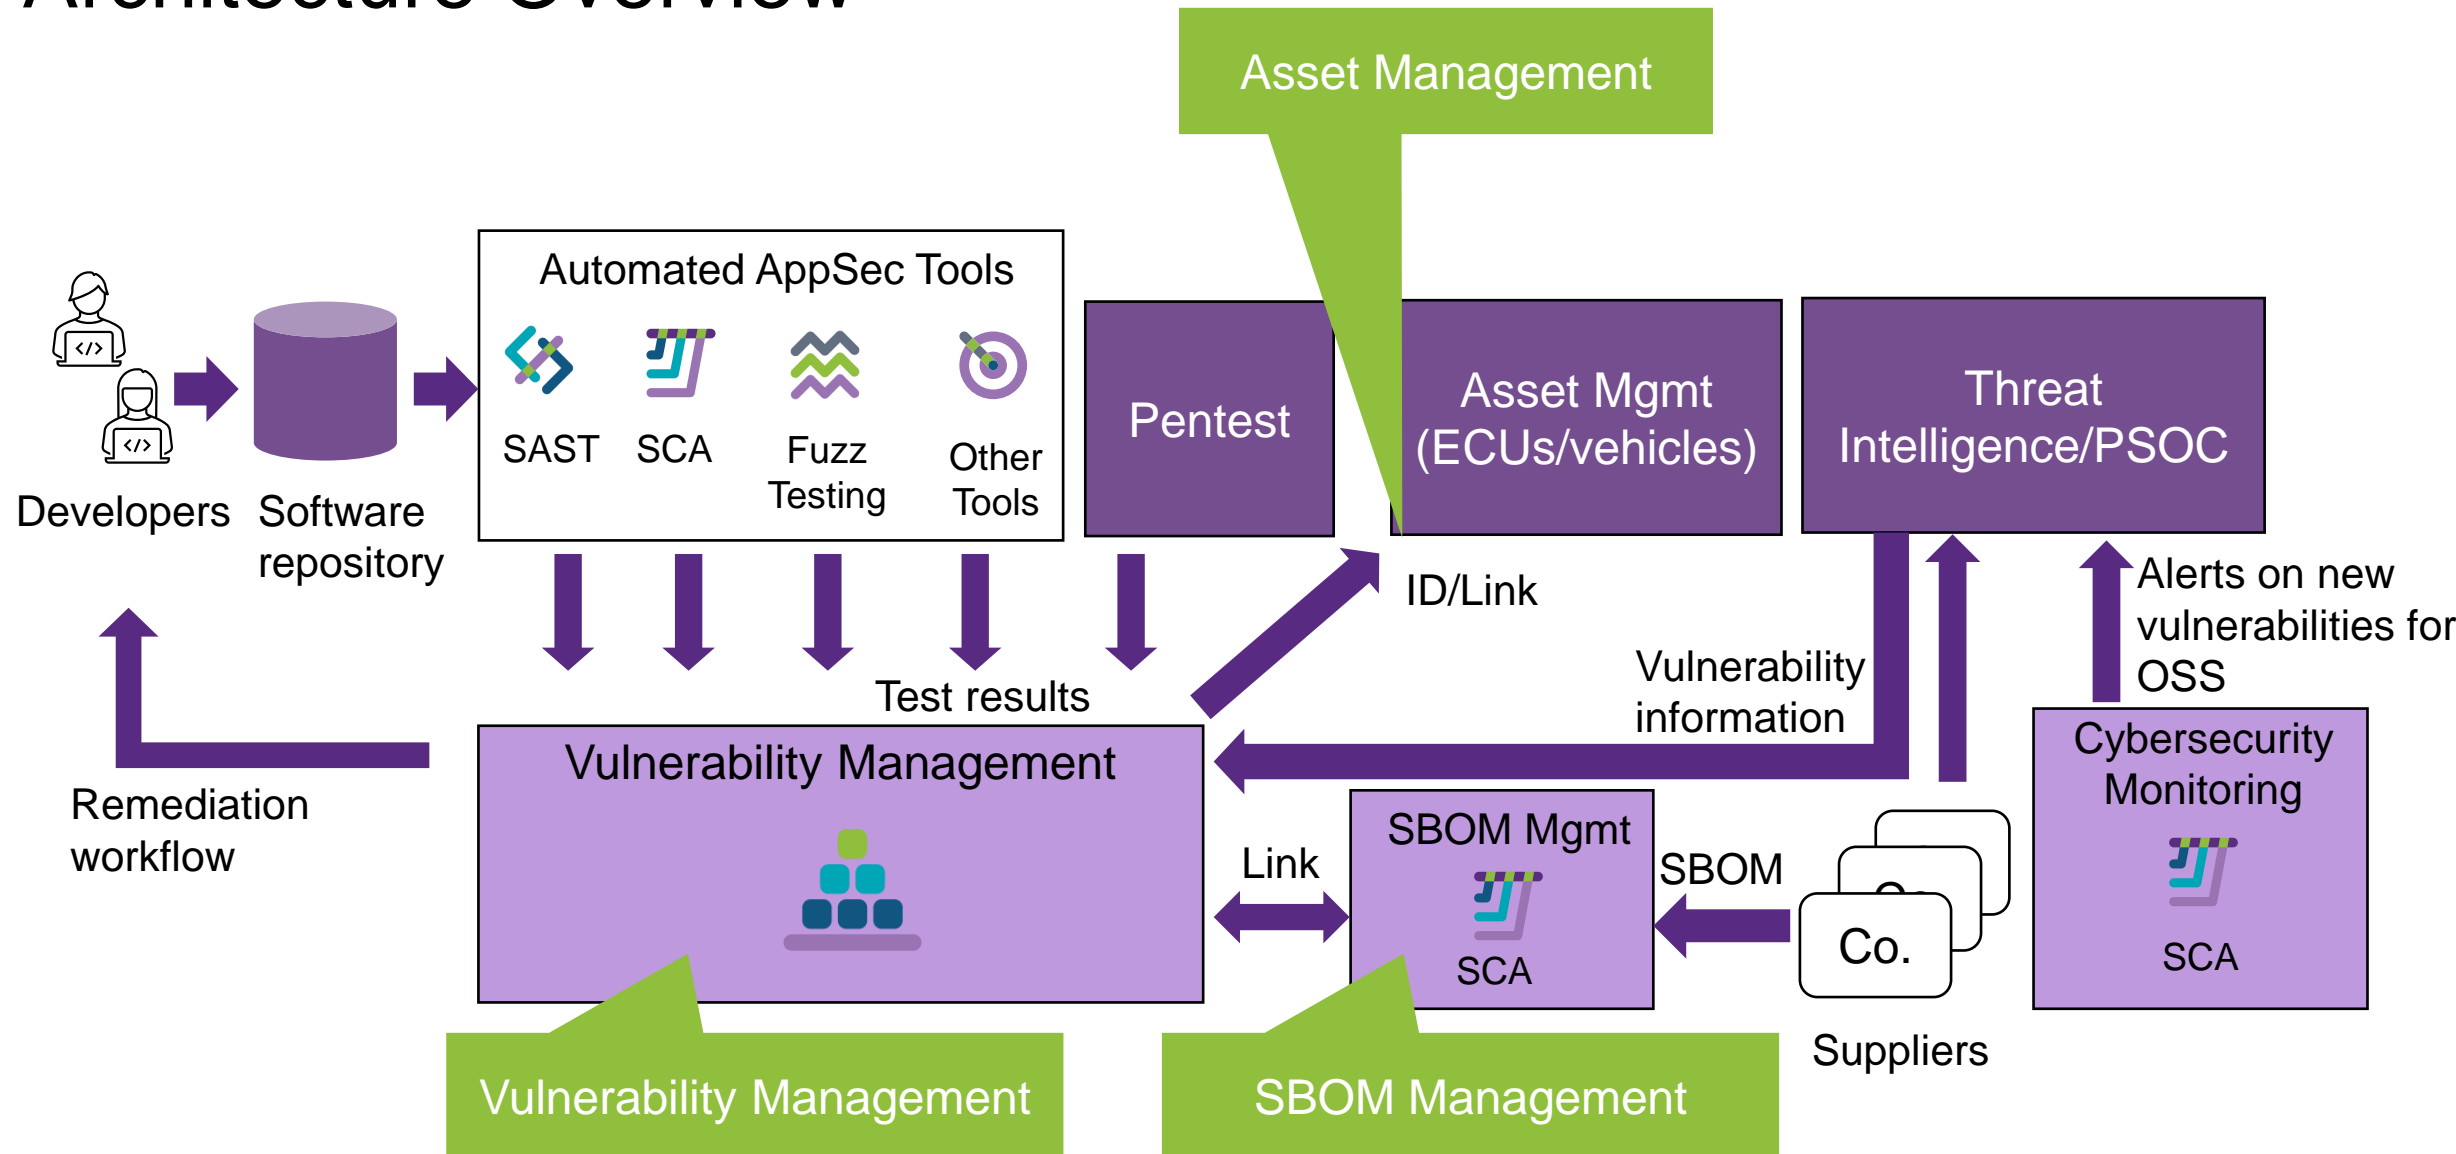 Architecture Overview
Asset Management
Automated AppSec Tools
SAST
SCA
Fuzz
Testing
Other
Tools
Pentest
Asset Mgmt
(ECUs/vehicles)
Threat
Intelligence/PSOC
</>
</>
Developers
Software
repository
ID/Link
Alerts on new
vulnerabilities for
OSS
Vulnerability
information
Test results
Remediation
workflow
Vulnerability Management
Link
SBOM Mgmt
SCA
SBOM
Co.
Suppliers
Cybersecurity
Monitoring
SCA
Vulnerability Management
SBOM Management